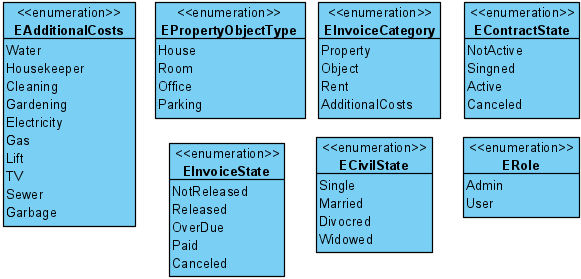 <<enumeration>>
EAdditionalCosts
Water
Housekeeper
Cleaning
Gardening
Electricity
Gas
Lift
TV
Sewer
Garbage
<<enumeration>>
EPropertyObjectType
House
Room
Office
Parking
<<enumeration>>
EInvoiceCategory
Property
Object
Rent
AdditionalCosts
<<enumeration>>
EContractState
NotActive
Singned
Active
Canceled
<<enumeration>>
EInvoiceState
NotReleased
Released
OverDue
Paid
Canceled
<<enumeration>>
ECivilState
Single
Married
Divocred
Widowed
<<enumeration>>
ERole
Admin
User